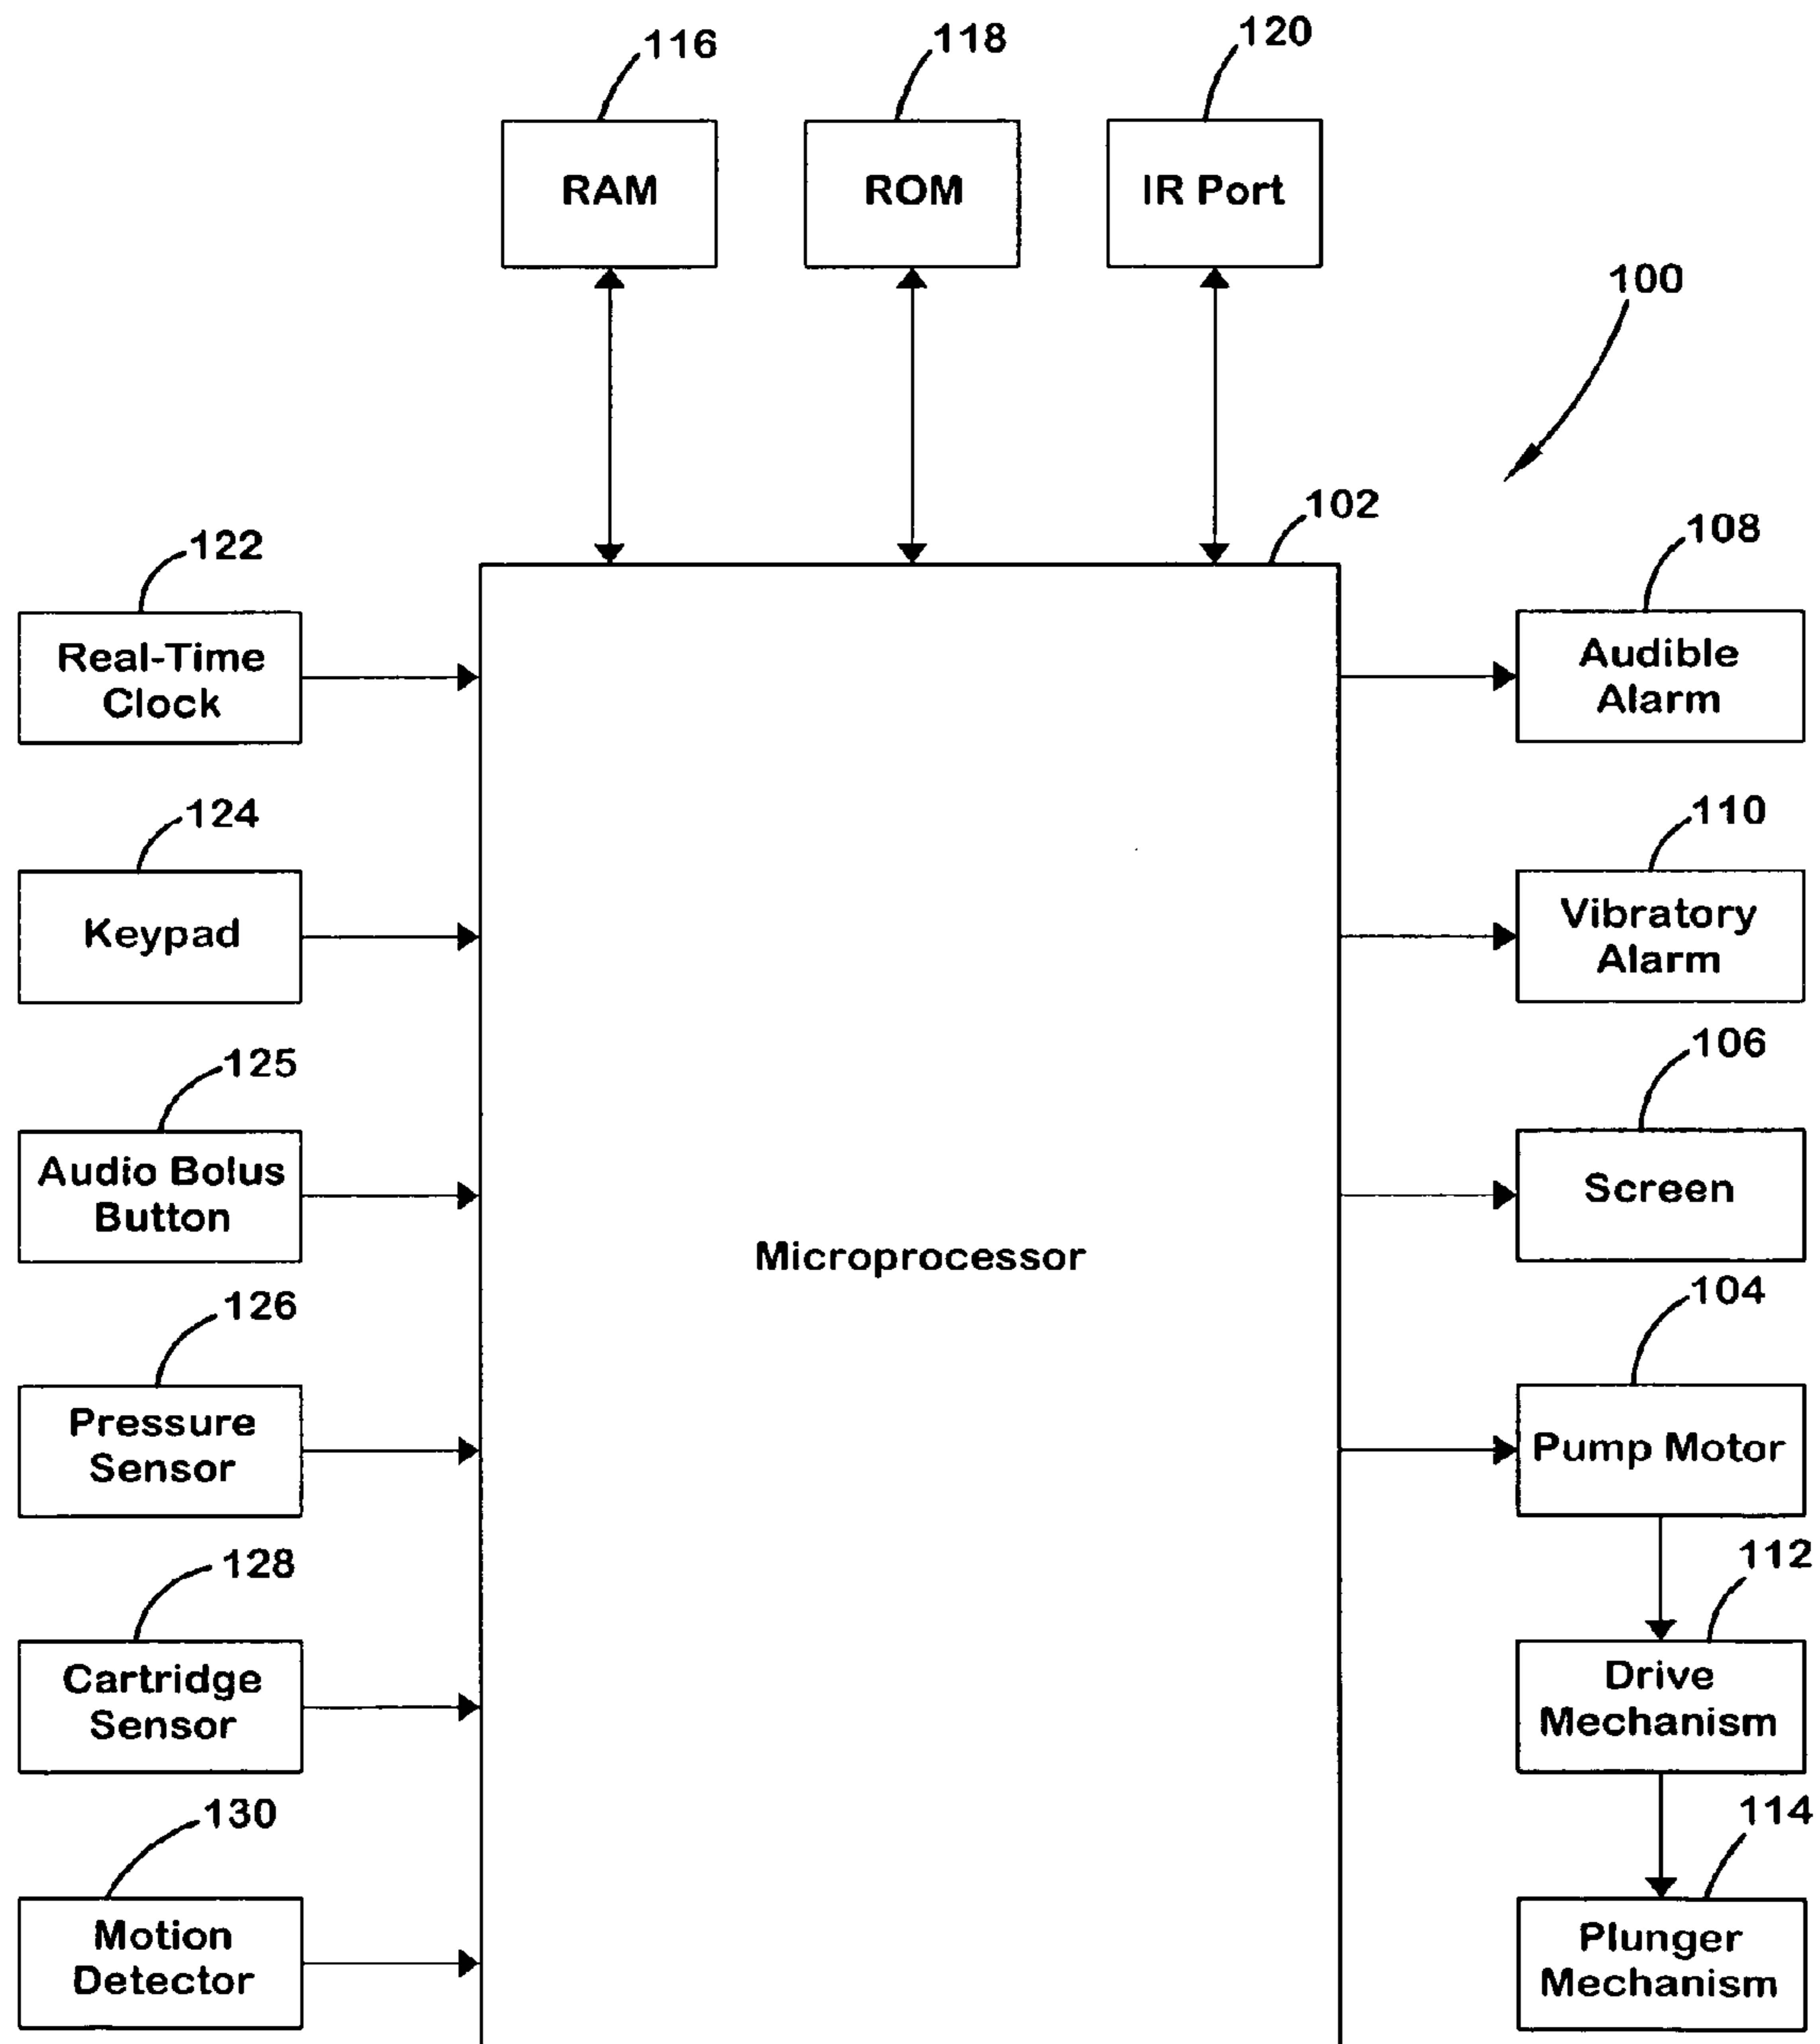 116
118
120
RAM
ROM
IR Port
100
102
122
108
Real-Time
Clock
Audible
Alarm
124
110
Keypad
Vibratory
Alarm
125
106
Audio Bolus
Button
Screen
Microprocessor
126
104
Pressure
Sensor
Pump Motor
128
112
Cartridge
Sensor
Drive
Mechanism
130
114
Motion
Detector
Plunger
Mechanism